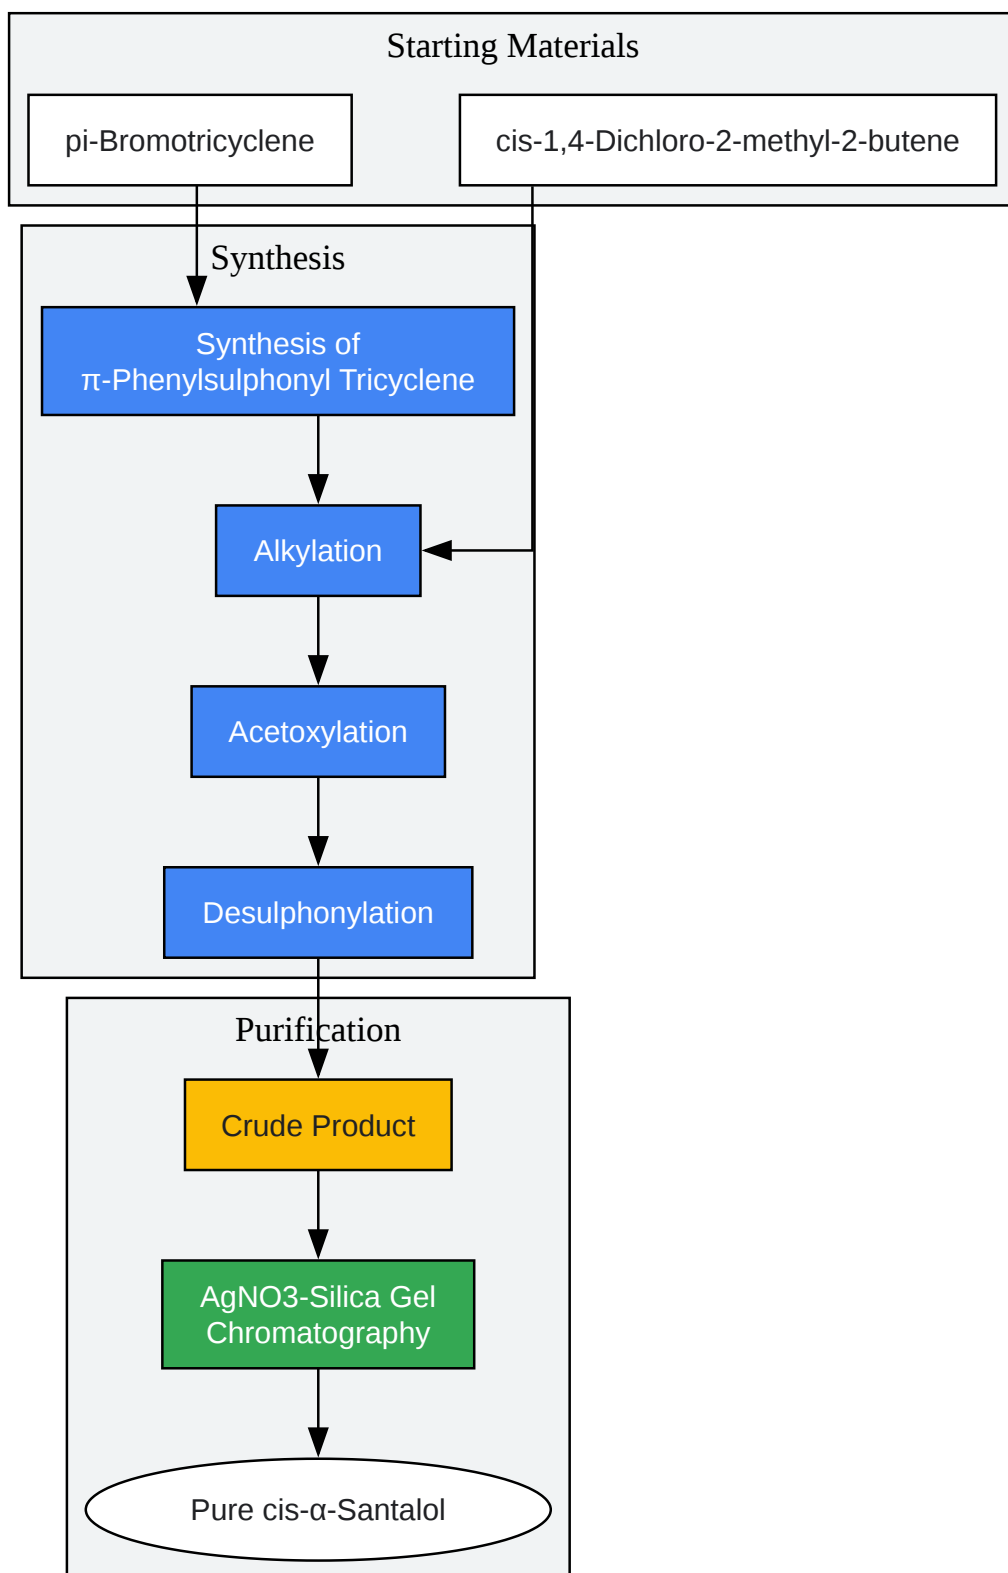 Starting Materials
pi-Bromotricyclene
cis-1,4-Dichloro-2-methyl-2-butene
Synthesis
Synthesis of
π-Phenylsulphonyl Tricyclene
Alkylation
Acetoxylation
Desulphonylation
Purification
Crude Product
AgNO3-Silica Gel
Chromatography
Pure cis-α-Santalol